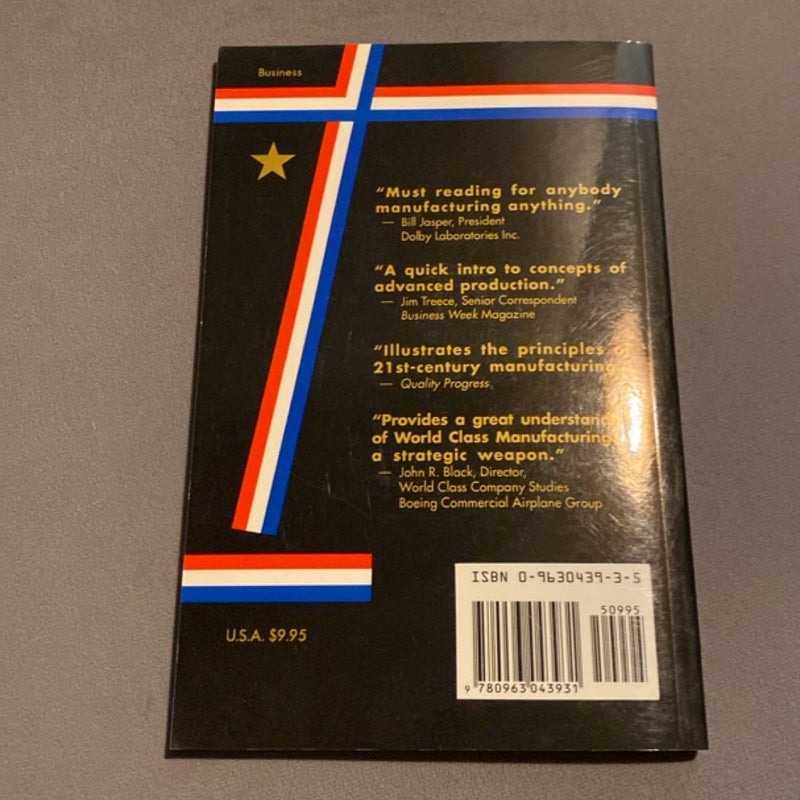 Business
“Must reading for anybody
manufacturing anything.”
— Bill Jasper, President
Dolby Laboratories Inc.
“A quick intro to concepts of
advanced production.”
— Jim Treece, Senior Correspondent
Business Week Magazine
“Illustrates the principles of
21st-century manufacturing
— Quality Progress
“Provides a great
of World Class Manufacturing
a strategic weapon.”
— John R. Black, Director,
World Class Company Studies
Boeing Commercial Airplane Group
U.S.A. $9.95
ISBN 0-9630439-3-5
50995
9 780963 043931